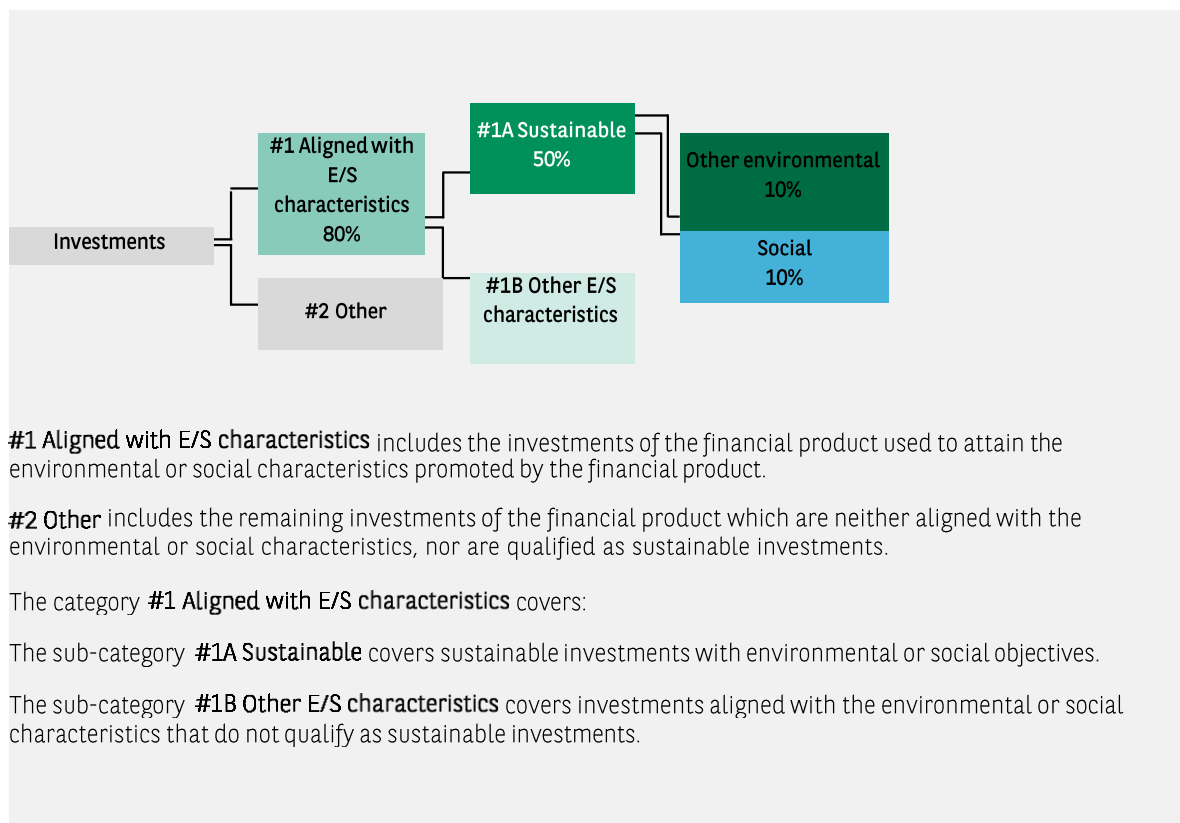 #1A Sustainable
50%
#1 Aligned with
E/S
characteristics
80%
Other environmental
10%
Investments
Social
10%
#2 Other
#1B Other E/S
characteristics
#1 Aligned with E/S characteristics includes the investments of the financial product used to attain the
environmental or social characteristics promoted by the financial product.
#2 Other includes the remaining investments of the financial product which are neither aligned with the
environmental or social characteristics, nor are qualified as sustainable investments.
The category #1 Aligned with E/S characteristics covers:
The sub-category #1A Sustainable covers sustainable investments with environmental or social objectives.
The sub-category #1B Other E/S characteristics covers investments aligned with the environmental or social
characteristics that do not qualify as sustainable investments.